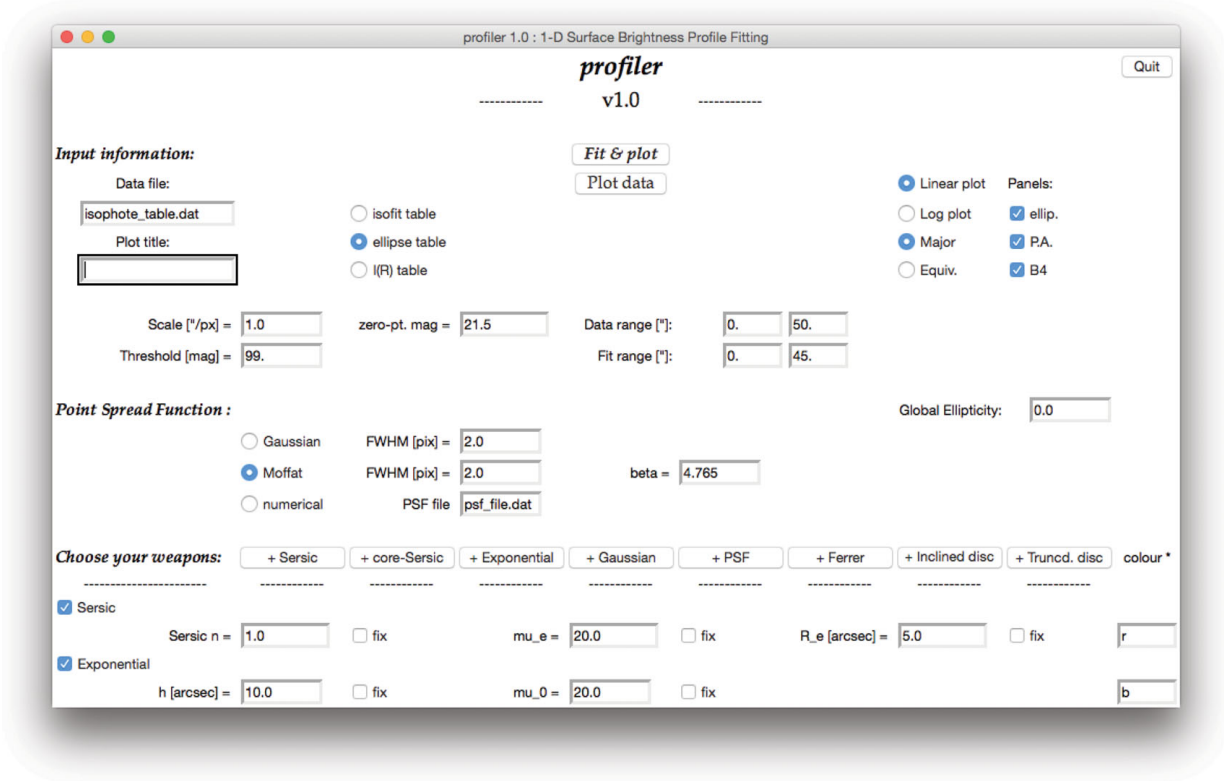 profiler 1.0 : 1-D Surface Brightness Profile Fitting
profiler
Quit
------------ v1.0 ------------
Input information:
Fit & plot
Data file:
Plot data
Linear plot
Panels:
isophote_table.dat
isofit table
Log plot
ellip.
Plot title:
ellipse table
Major
P.A.
I(R) table
Equiv.
B4
Scale ["/px] = 1.0
zero-pt. mag = 21.5
Data range ["]: 0. 50.
Threshold [mag] = 99.
Fit range ["]: 0. 45.
Point Spread Function :
Global Ellipticity: 0.0
Gaussian FWHM [pix] = 2.0
Moffat FWHM [pix] = 2.0 beta = 4.765
numerical PSF file psf_file.dat
Choose your weapons: + Sersic + core-Sersic + Exponential + Gaussian + PSF + Ferrer + Inclined disc + Truncd. disc colour *
----------------------- ------------ ------------ ------------ ------------ ------------ ------------ ------------ ------------
Sersic
Sersic n = 1.0 fix mu_e = 20.0 fix R_e [arcsec] = 5.0 fix r
Exponential
h [arcsec] = 10.0 fix mu_0 = 20.0 fix b